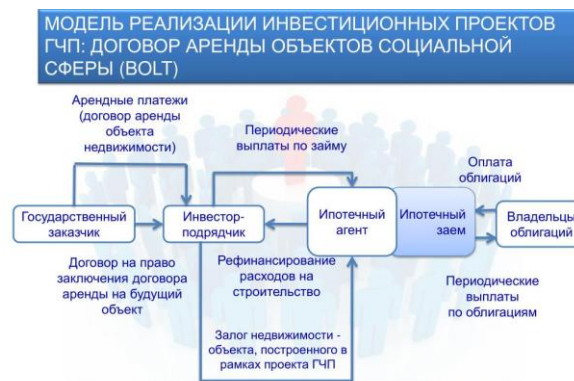 МОДЕЛЬ РЕАЛИЗАЦИИ ИНВЕСТИЦИОННЫХ ПРОЕКТОВ
ГЧП: ДОГОВОР АРЕНДЫ ОБЪЕКТОВ СОЦИАЛЬНОЙ
СФЕРЫ (BOLT)
Арендные платежи
(договор аренды
объекта
недвижимости)
Периодические
выплаты по займу
Оплата
облигаций
Государственный
заказчик
Инвестор-
подрядчик
Ипотечный
агент
Ипотечный
заем
Владельцы
облигаций
Договор на право
заключения договора
аренды на будущий
объект
Рефинансирование
расходов на
строительство
Периодические
выплаты
по облигациям
Залог недвижимости -
объекта, построенного в
рамках проекта ГЧП